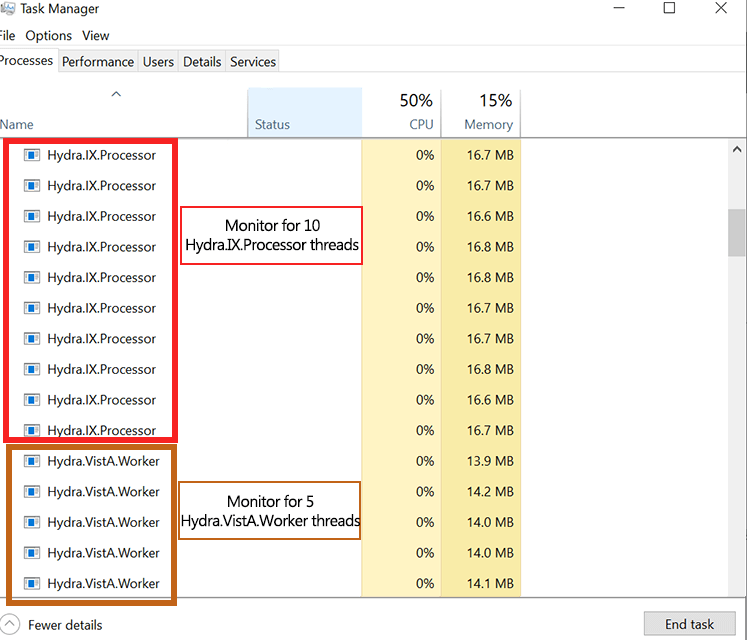 Task Manager
File Options View
Processes Performance Users Details Services
50% 15%
Name Status CPU Memory
Hydra.IX.Processor 0% 16.7 MB
Hydra.IX.Processor 0% 16.7 MB
Hydra.IX.Processor 0% 16.6 MB
Hydra.IX.Processor 0% 16.8 MB
Hydra.IX.Processor 0% 16.8 MB
Hydra.IX.Processor 0% 16.7 MB
Hydra.IX.Processor 0% 16.7 MB
Hydra.IX.Processor 0% 16.8 MB
Hydra.IX.Processor 0% 16.6 MB
Hydra.IX.Processor 0% 16.7 MB
Monitor for 10
Hydra.IX.Processor threads
Hydra.VistA.Worker 0% 13.9 MB
Hydra.VistA.Worker 0% 14.2 MB
Hydra.VistA.Worker 0% 14.0 MB
Hydra.VistA.Worker 0% 14.0 MB
Hydra.VistA.Worker 0% 14.1 MB
Monitor for 5
Hydra.VistA.Worker threads
Fewer details End task